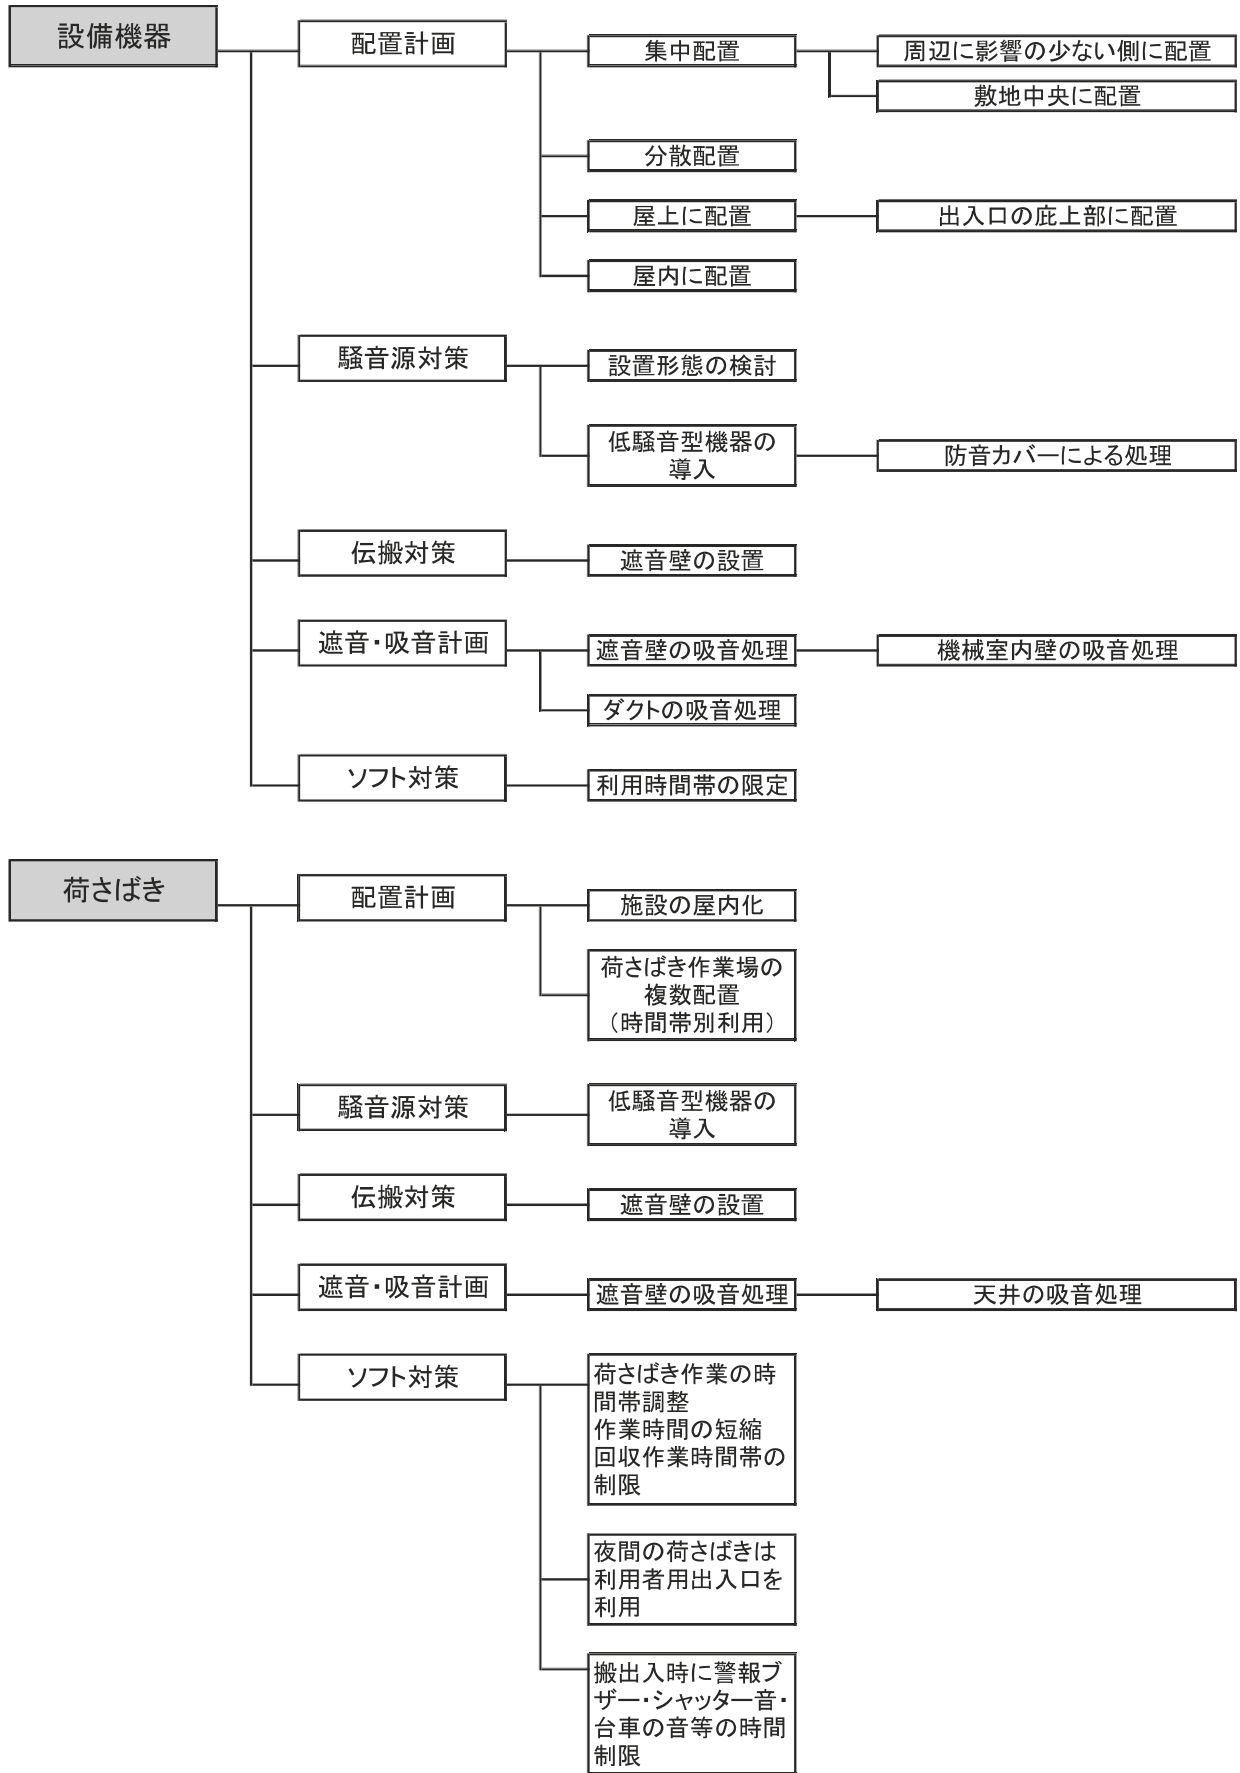 設備機器
配置計画
集中配置
周辺に影響の少ない側に配置
敷地中央に配置
分散配置
屋上に配置
出入口の庇上部に配置
屋内に配置
騒音源対策
設置形態の検討
低騒音型機器の
導入
防音カバーによる処理
伝搬対策
遮音壁の設置
遮音・吸音計画
遮音壁の吸音処理
機械室内壁の吸音処理
ダクトの吸音処理
ソフト対策
利用時間帯の限定
荷さばき
配置計画
施設の屋内化
荷さばき作業場の
複数配置
（時間帯別利用）
騒音源対策
低騒音型機器の
導入
伝搬対策
遮音壁の設置
遮音・吸音計画
遮音壁の吸音処理
天井の吸音処理
ソフト対策
荷さばき作業の時
間帯調整
作業時間の短縮
回収作業時間帯の
制限
夜間の荷さばきは
利用者用出入口を
利用
搬出入時に警報ブ
ザー・シャッター音・
台車の音等の時間
制限